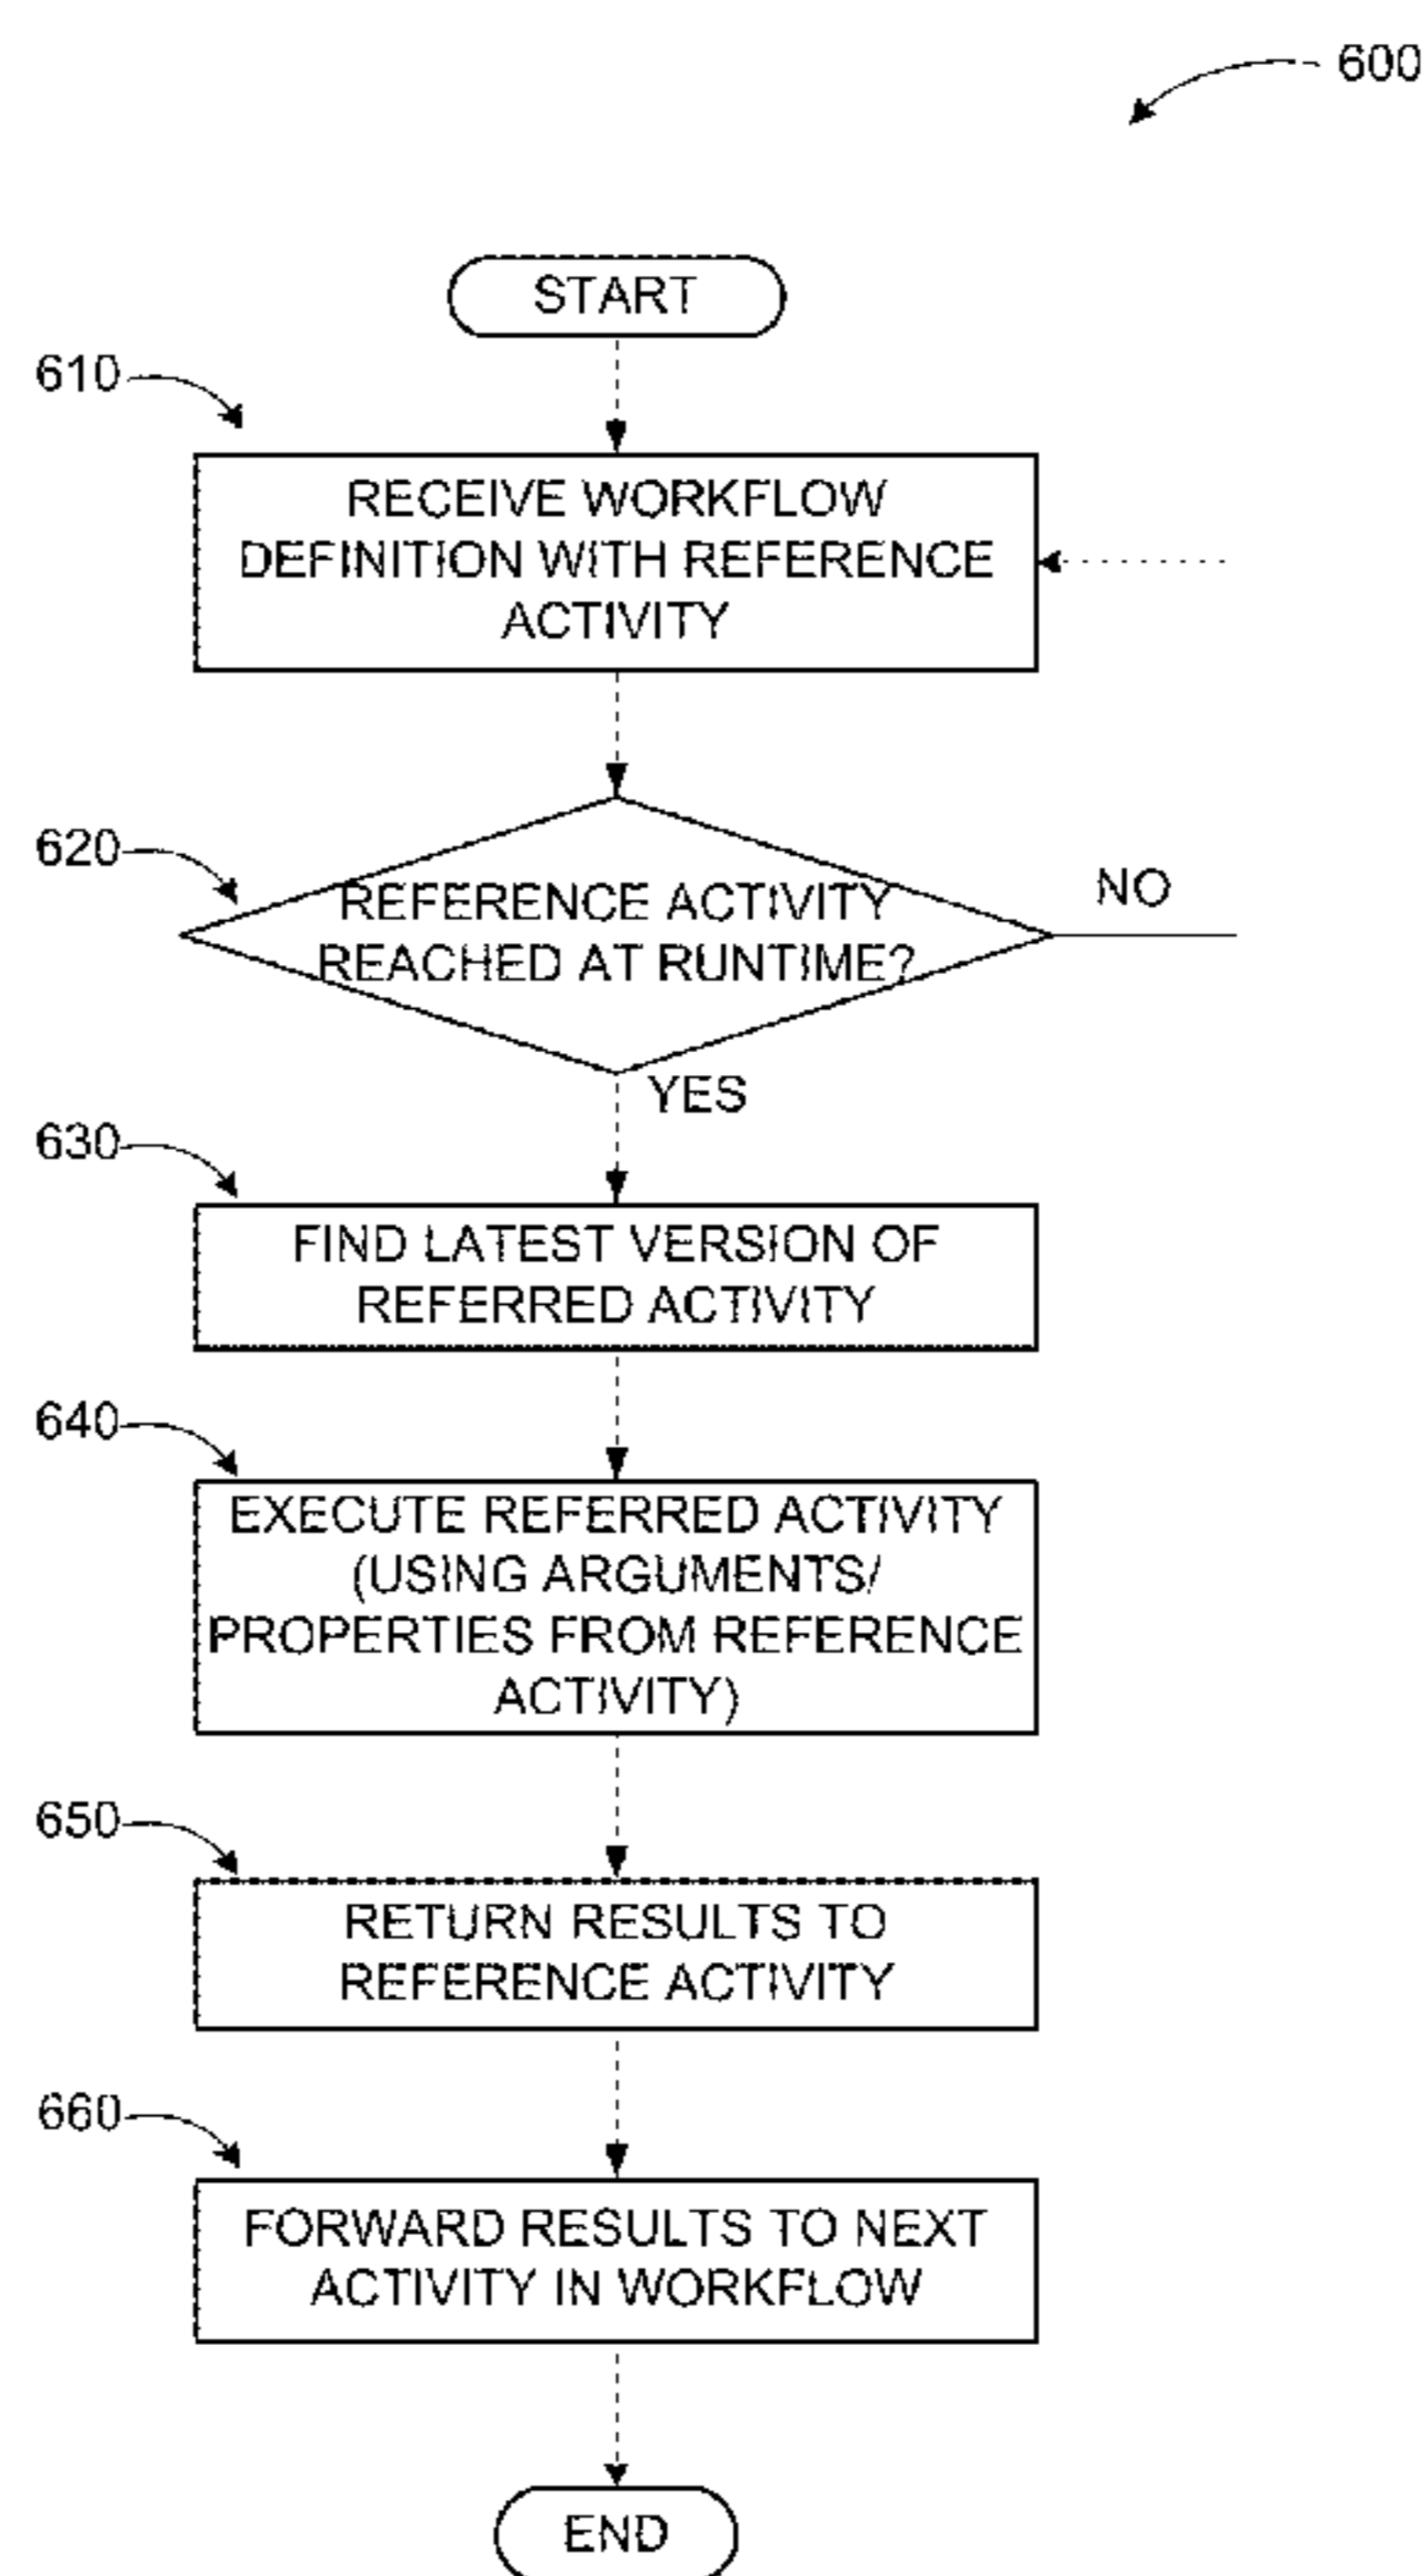 600
START
610
RECEIVE WORKFLOW
DEFINITION WITH REFERENCE
ACTIVITY
620
REFERENCE ACTIVITY
REACHED AT RUNTIME?
NO
YES
630
FIND LATEST VERSION OF
REFERRED ACTIVITY
640
EXECUTE REFERRED ACTIVITY
(USING ARGUMENTS/
PROPERTIES FROM REFERENCE
ACTIVITY)
650
RETURN RESULTS TO
REFERENCE ACTIVITY
660
FORWARD RESULTS TO NEXT
ACTIVITY IN WORKFLOW
END